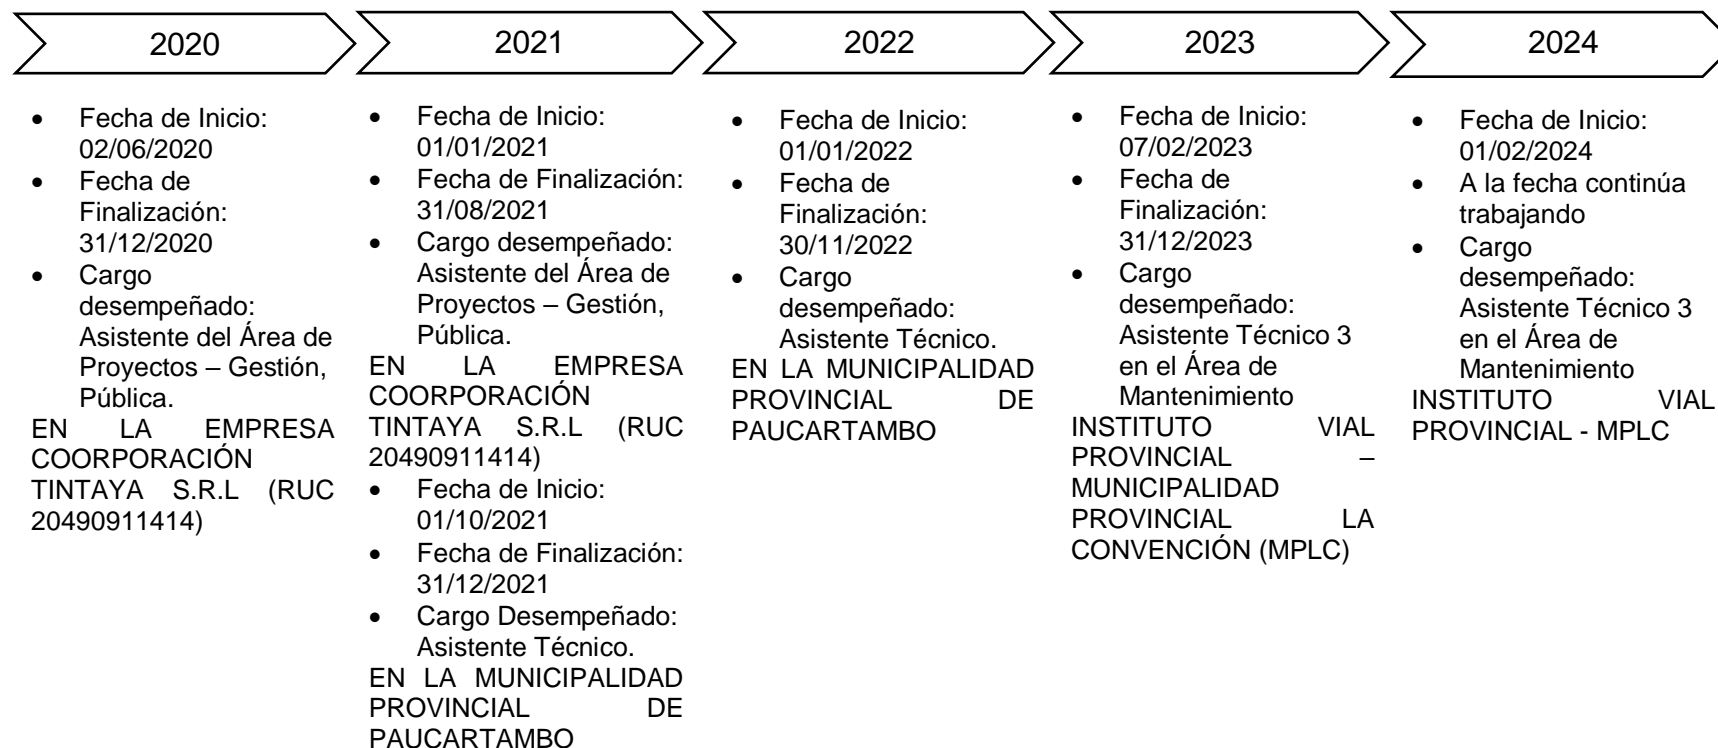 2020
Fecha de Inicio:
02/06/2020
Fecha de
Finalización:
31/12/2020
Cargo
desempeñado:
Asistente del Área de
Proyectos – Gestión,
Pública.
EN LA EMPRESA
COORPORACIÓN
TINTAYA S.R.L (RUC
20490911414)
2021
Fecha de Inicio:
01/01/2021
Fecha de Finalización:
31/08/2021
Cargo desempeñado:
Asistente del Área de
Proyectos – Gestión,
Pública.
EN LA EMPRESA
COORPORACIÓN
TINTAYA S.R.L (RUC
20490911414)
Fecha de Inicio:
01/10/2021
Fecha de Finalización:
31/12/2021
Cargo Desempeñado:
Asistente Técnico.
EN LA MUNICIPALIDAD
PROVINCIAL DE
PAUCARTAMBO
2022
Fecha de Inicio:
01/01/2022
Fecha de
Finalización:
30/11/2022
Cargo
desempeñado:
Asistente Técnico.
EN LA MUNICIPALIDAD
PROVINCIAL DE
PAUCARTAMBO
2023
Fecha de Inicio:
07/02/2023
Fecha de
Finalización:
31/12/2023
Cargo
desempeñado:
Asistente Técnico 3
en el Área de
Mantenimiento
INSTITUTO VIAL
PROVINCIAL –
MUNICIPALIDAD
PROVINCIAL LA
CONVENCIÓN (MPLC)
2024
Fecha de Inicio:
01/02/2024
A la fecha continúa
trabajando
Cargo
desempeñado:
Asistente Técnico 3
en el Área de
Mantenimiento
INSTITUTO VIAL
PROVINCIAL - MPLC